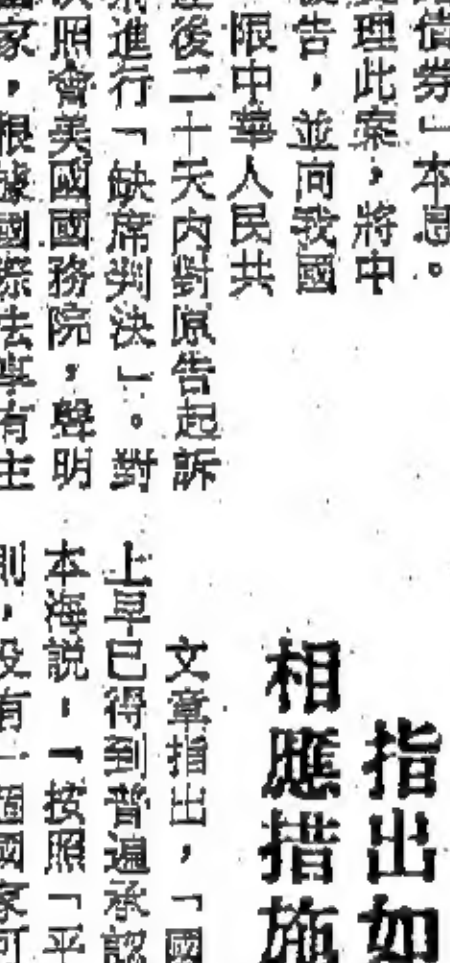 債券」本息。
理此案，將中
告，並向我國
限中華人民共
後二十天內對原告起訴
進行「缺席判決」。對
照會美國國務院，聲明
家，根據國際法享有主
指出如
相應措施
文章指出，「國
上早已得到普遍承認
本海說：「按照「平
則，沒有一個國家可